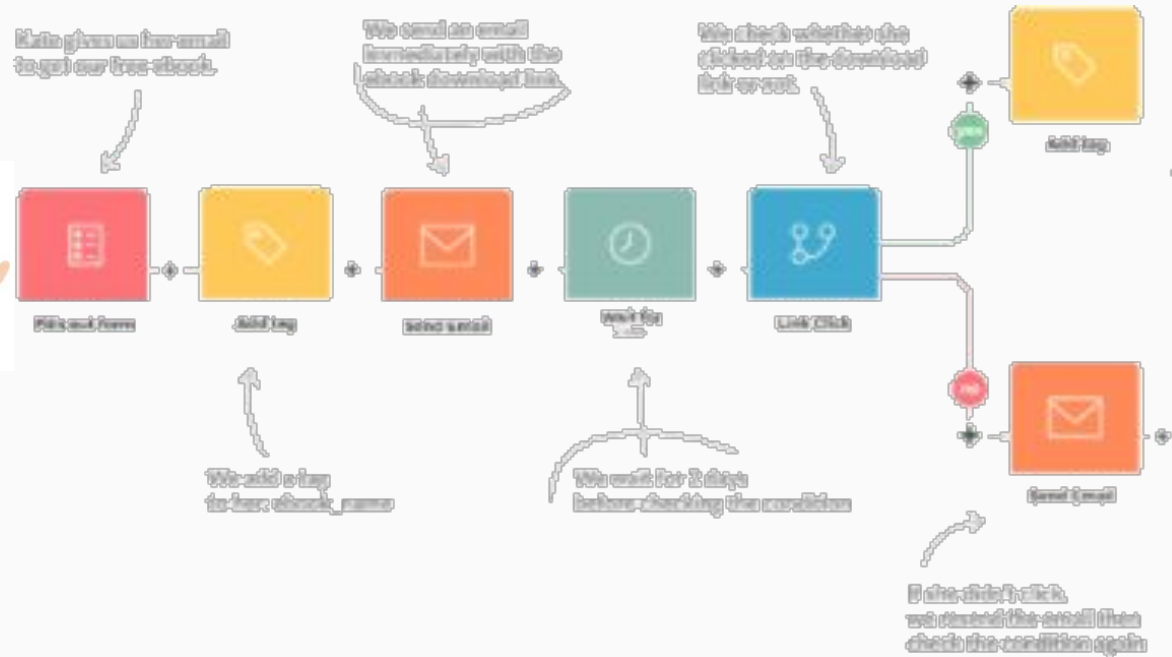 Kate gives us her email
to get our free ebook.
We send an email
immediately with the
ebook download link.
We check whether she
clicked on the download
link or not.
yes
Add tag
Fills out form
Add tag
Send email
Wait for
Link Click
no
We add a tag
to her: ebook_name
We wait for 2 days
before checking the condition
Send Email
If she didn't click,
we resend the email then
check the condition again